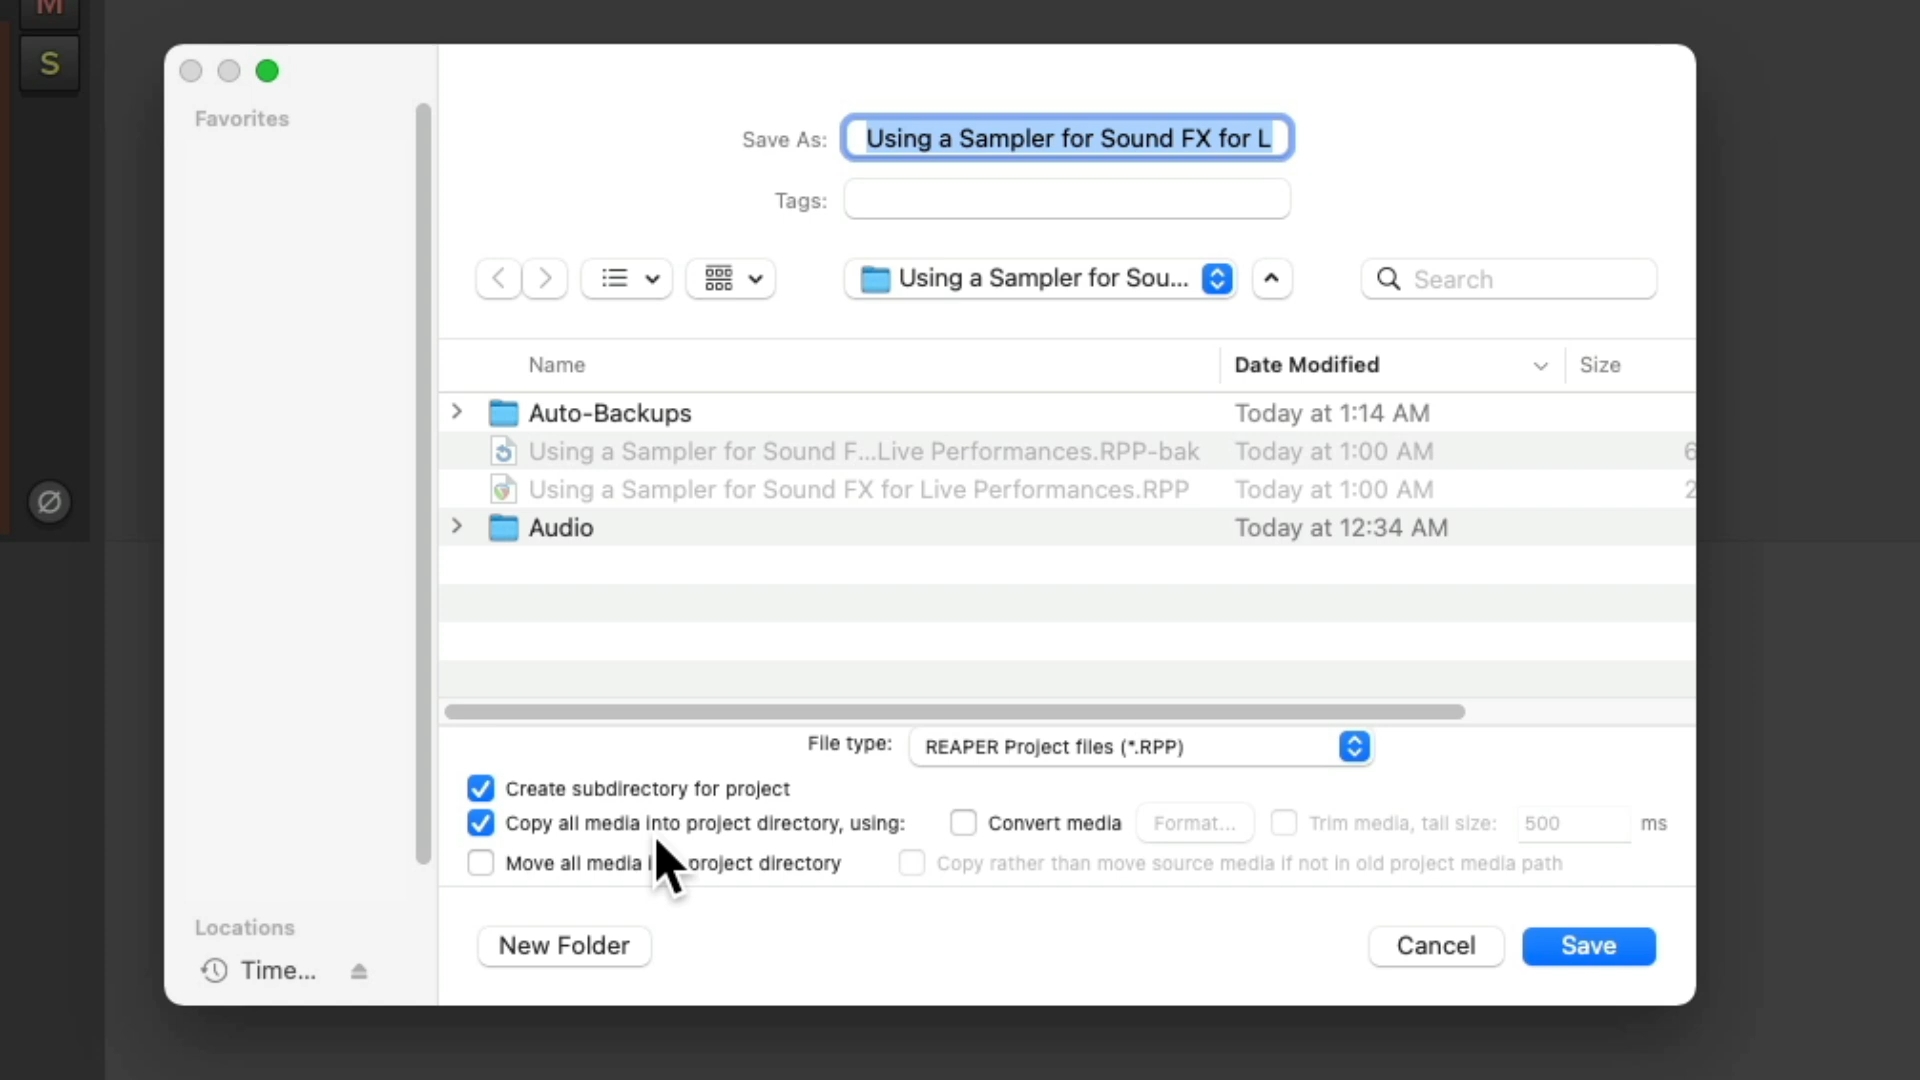 M
S
Favorites
Save As: Using a Sampler for Sound FX for L
Tags:
Using a Sampler for Sou...
Search
Name Date Modified Size
Auto-Backups Today at 1:14 AM
Using a Sampler for Sound F...Live Performances.RPP-bak Today at 1:00 AM 6
Using a Sampler for Sound FX for Live Performances.RPP Today at 1:00 AM 2
Audio Today at 12:34 AM
File type: REAPER Project files (*.RPP)
Create subdirectory for project
Copy all media into project directory, using: Convert media Format... Trim media, tail size: 500 ms
Move all media project directory Copy rather than move source media if not in old project media path
Locations
Time...
New Folder Cancel Save